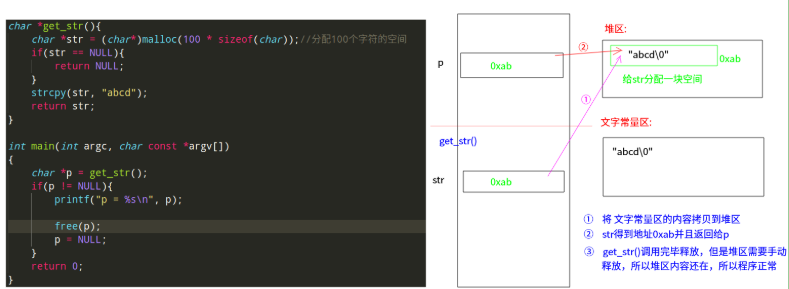 char *get_str(){
char *str = (char*)malloc(100 * sizeof(char));//分配100个字符的空间
if(str == NULL){
return NULL;
}
strcpy(str, "abcd");
return str;
}
int main(int argc, char const *argv[])
{
char *p = get_str();
if(p != NULL){
printf("p = %s\n", p);
free(p);
p = NULL;
}
return 0;
}
p
0xab
get_str()
str
0xab
②
①
堆区:
"abcd\0"
0xab
给str分配一块空间
文字常量区:
"abcd\0"
① 将 文字常量区的内容拷贝到堆区
② str得到地址0xab并且返回给p
③ get_str()调用完毕释放，但是堆区需要手动
释放，所以堆区内容还在，所以程序正常